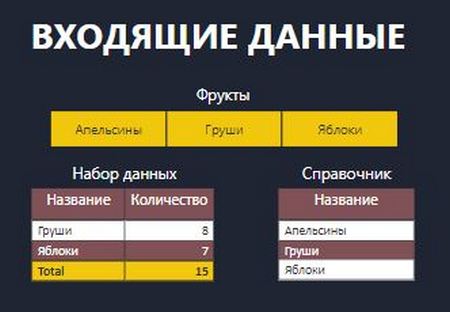 ВХОДЯЩИЕ ДАННЫЕ
Фрукты
Апельсины Груши Яблоки
Набор данных
Название Количество
Груши 8
Яблоки 7
Total 15
Справочник
Название
Апельсины
Груши
Яблоки